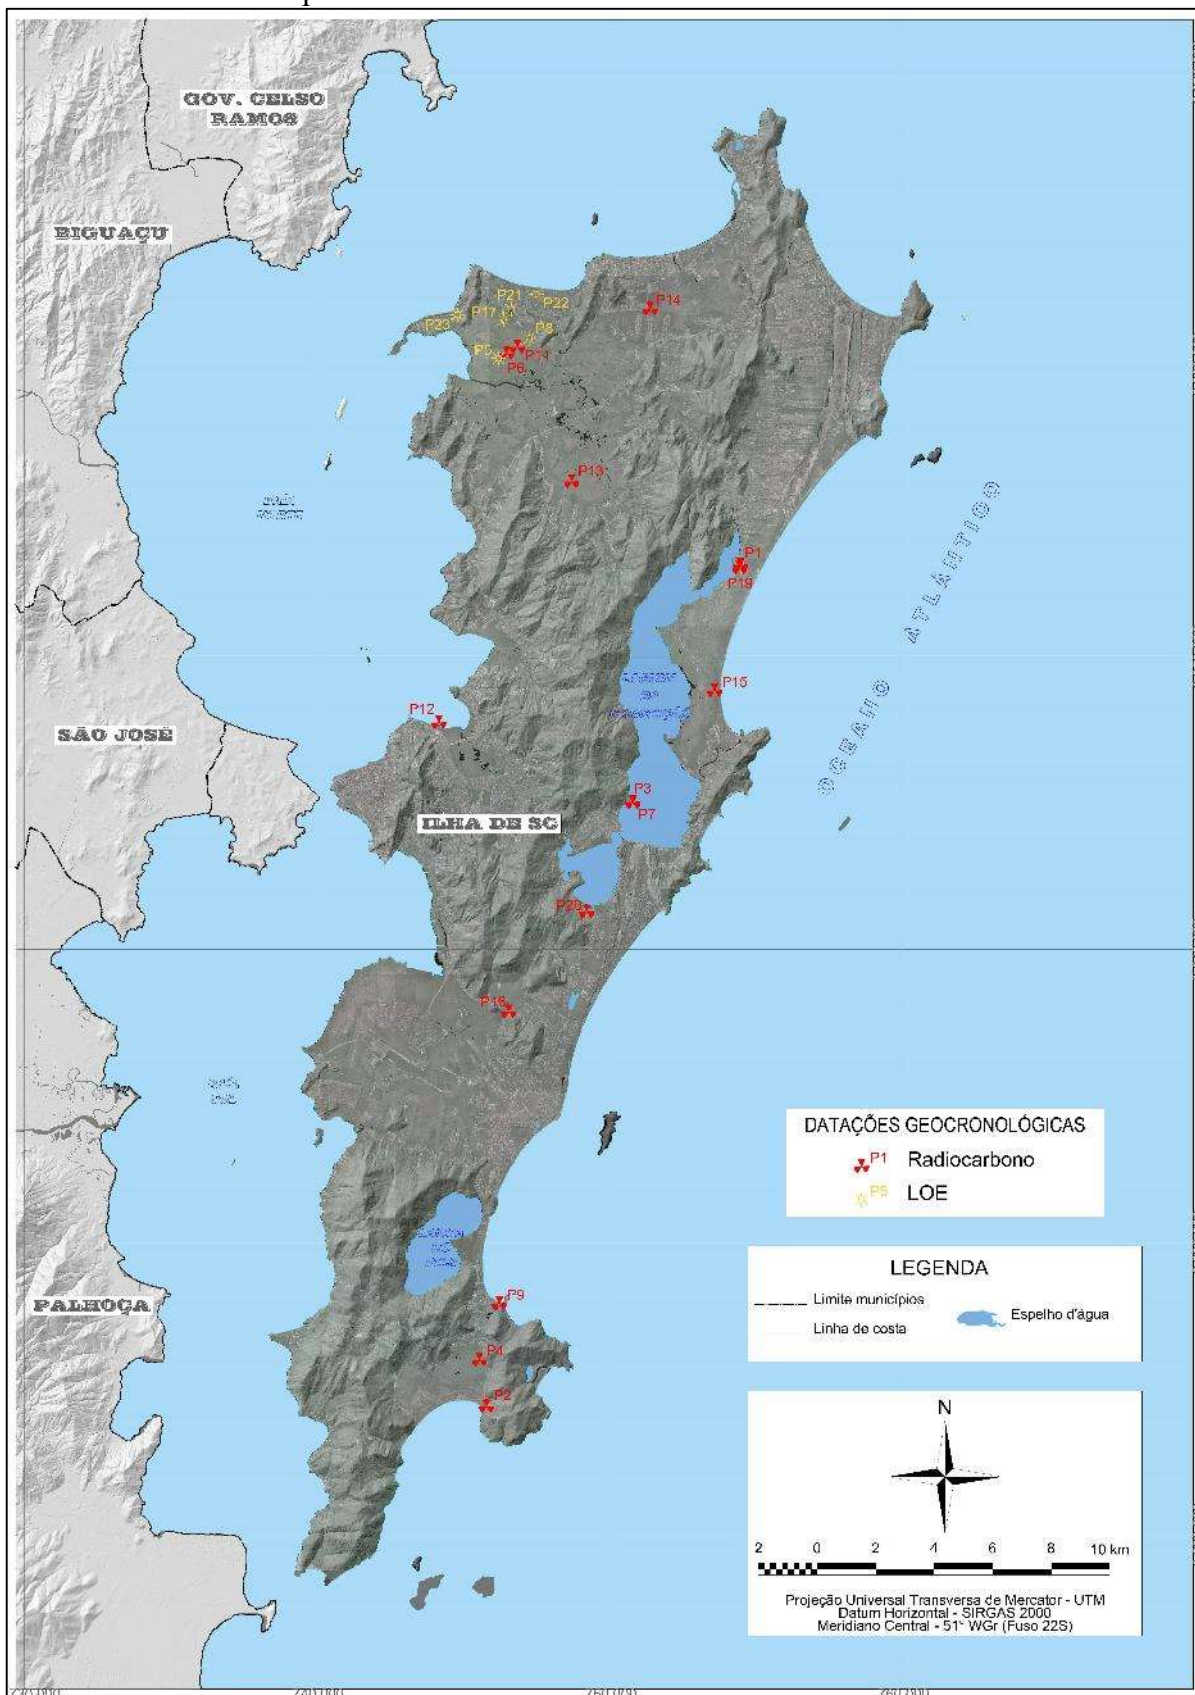 GOV. CELSO
RAMOS
BIGUAÇU
P21
P22
P17
P23
P14
P8
P5
P11
P6
P13
P1
P19
OCEANO ATLÂNTICO
P15
P12
SÃO JOSÉ
P3
P7
ILHA DE SC
P20
DATAÇÕES GEOCRONOLÓGICAS
P1 Radiocarbono
P5 LOE
LEGENDA
Limite municípios
Linha de costa
Espelho d'água
PALHOÇA
P9
P4
P2
N
2 0 2 4 6 8 10 km
Projeção Universal Transversa de Mercator - UTM
Datum Horizontal - SIRGAS 2000
Meridiano Central - 51° WGr (Fuso 22S)